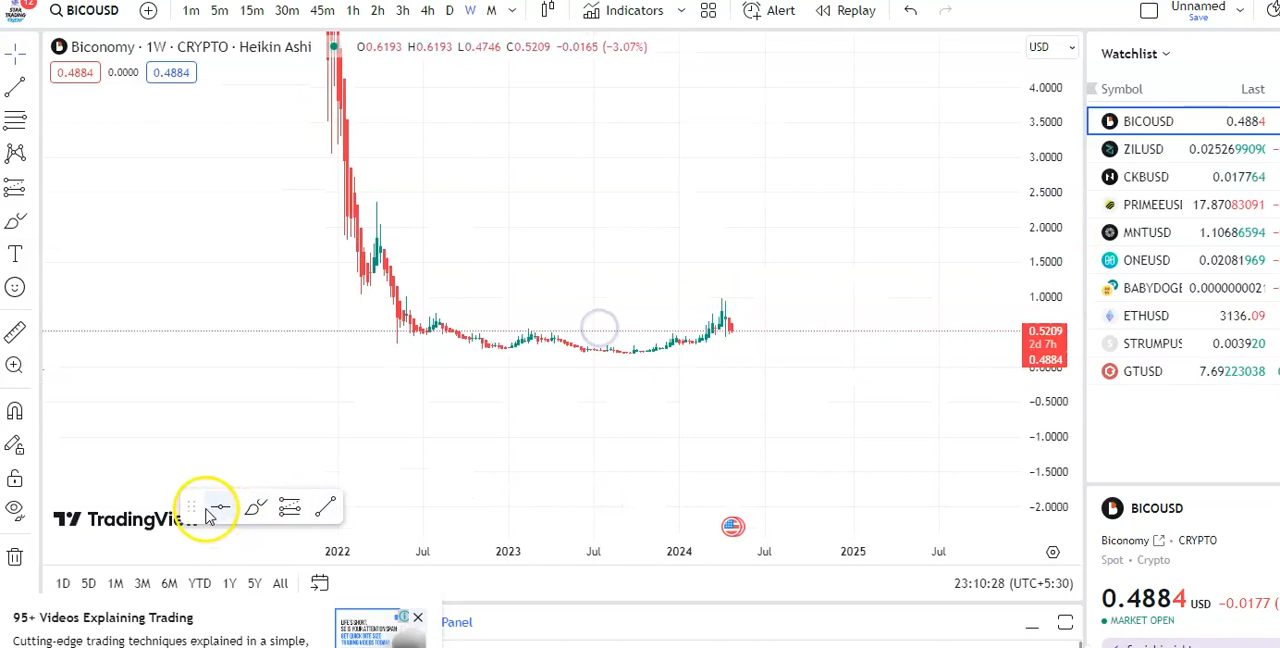 12
BICOUSD
1m 5m 15m 30m 45m 1h 2h 3h 4h D W M
Indicators
Alert
Replay
Unnamed
Save
Biconomy · 1W · CRYPTO · Heikin Ashi
O0.6193 H0.6193 L0.4746 C0.5209 -0.0165 (-3.07%)
USD
0.4884 0.0000 0.4884
4.0000
3.5000
3.0000
2.5000
2.0000
1.5000
1.0000
0.5209
2d 7h
0.4884
-0.5000
-1.0000
-1.5000
-2.0000
TradingView
2022 Jul 2023 Jul 2024 Jul 2025 Jul
1D 5D 1M 3M 6M YTD 1Y 5Y All
23:10:28 (UTC+5:30)
95+ Videos Explaining Trading
Cutting-edge trading techniques explained in a simple,
Panel
Watchlist
Symbol Last
BICOUSD 0.4884
ZILUSD 0.025269909
CKBUSD 0.017764
PRIMEEUSI 17.87083091
MNTUSD 1.10686594
ONEUSD 0.02081969
BABYDOGE 0.000000002
ETHUSD 3136.09
STRUMPUS 0.003920
GTUSD 7.69223038
BICOUSD
Biconomy · CRYPTO
Spot · Crypto
0.4884 USD -0.0177
MARKET OPEN